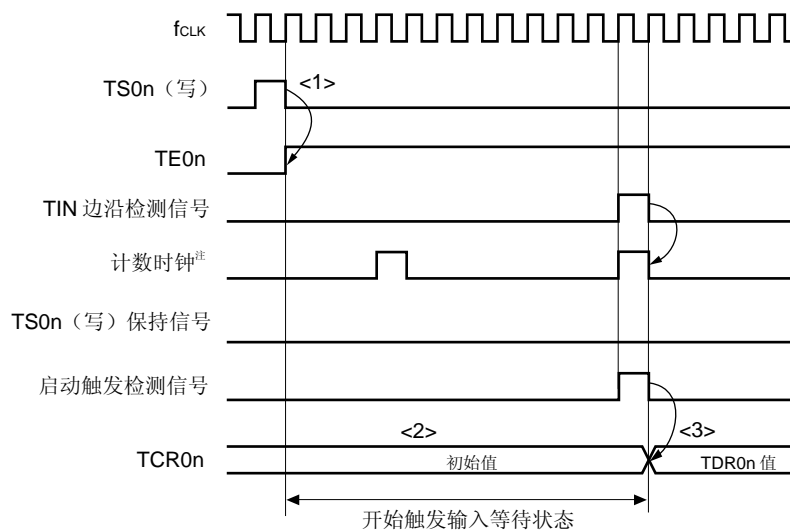 fCLK
TS0n（写）
<1>
TE0n
TIN 边沿检测信号
计数时钟注
TS0n（写）保持信号
启动触发检测信号
<2>
<3>
TCR0n
初始值
TDR0n 值
开始触发输入等待状态